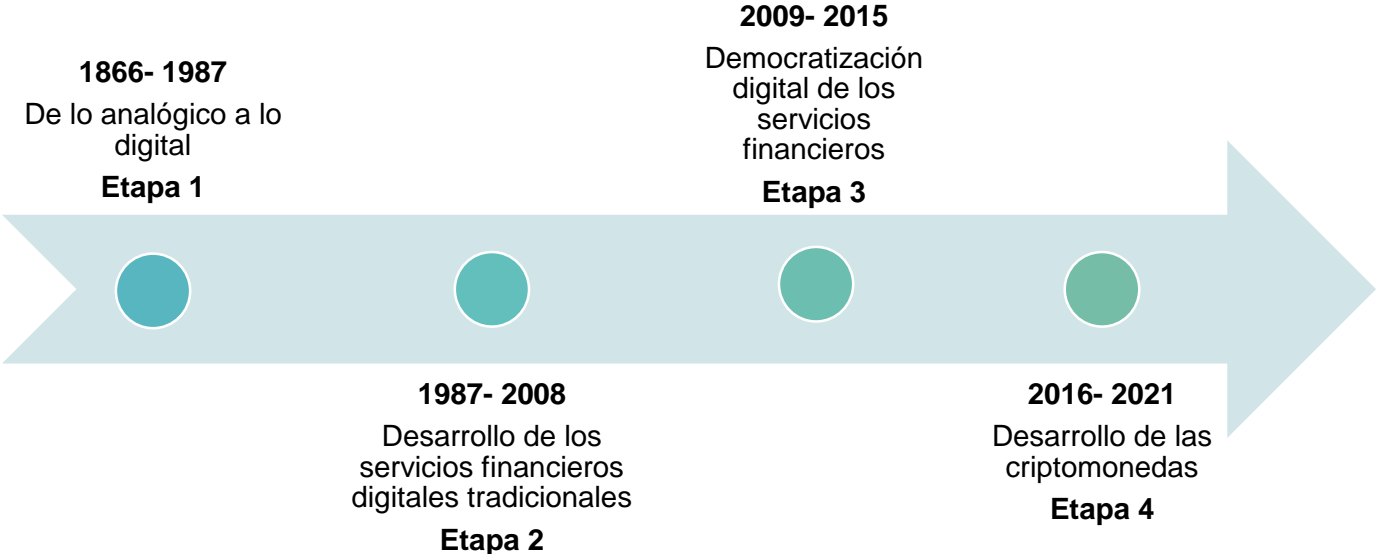 1866- 1987
De lo analógico a lo
digital
Etapa 1
1987- 2008
Desarrollo de los
servicios financieros
digitales tradicionales
Etapa 2
2009- 2015
Democratización
digital de los
servicios
financieros
Etapa 3
2016- 2021
Desarrollo de las
criptomonedas
Etapa 4